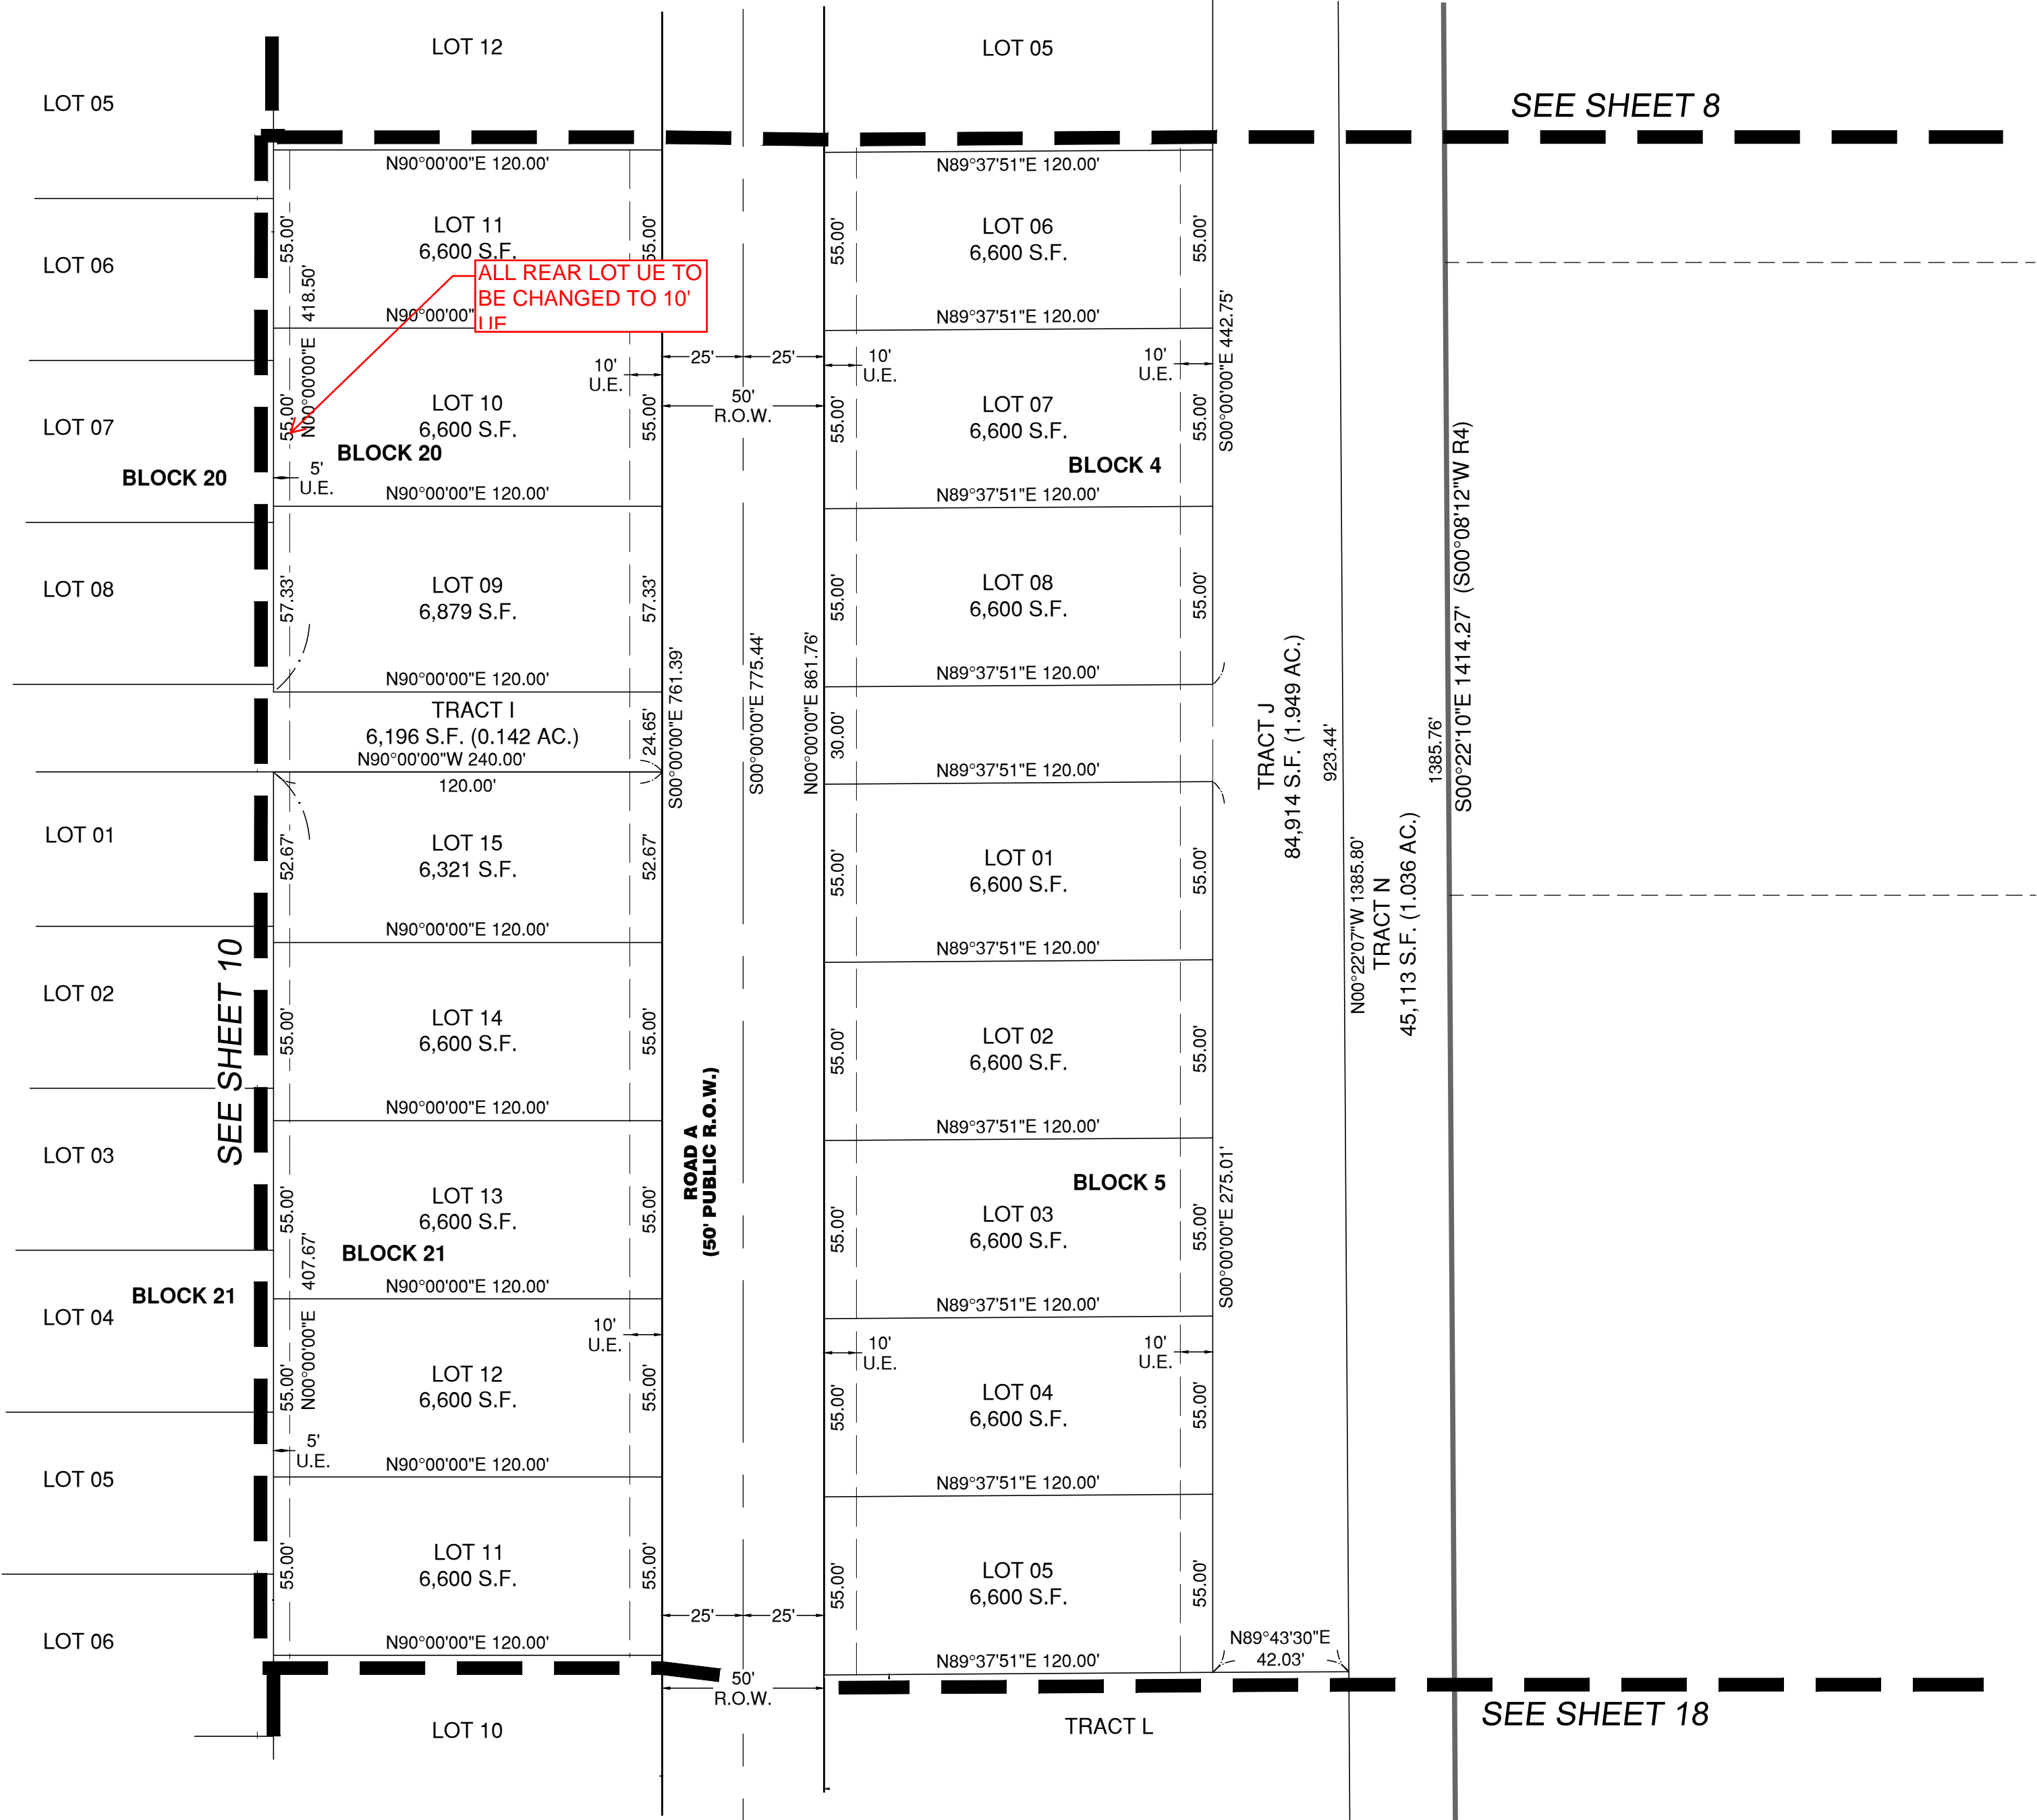 LOT 12
LOT 05
LOT 05
SEE SHEET 8
N90°00'00"E 120.00'
N89°37'51"E 120.00'
55.00'
LOT 11
6,600 S.F.
55.00'
55.00'
LOT 06
6,600 S.F.
55.00'
LOT 06
418.50'
N00°00'00"E
ALL REAR LOT UE TO
BE CHANGED TO 10'
UE
N90°00'00"
N89°37'51"E 120.00'
S00°00'00"E 442.75'
25'
25'
10'
U.E.
10'
U.E.
10'
U.E.
50'
R.O.W.
LOT 07
55.00'
LOT 10
6,600 S.F.
55.00'
55.00'
LOT 07
6,600 S.F.
55.00'
BLOCK 20
BLOCK 20
BLOCK 4
5'
U.E.
N90°00'00"E 120.00'
N89°37'51"E 120.00'
S00°22'10"E 1414.27' (S00°08'12"W R4)
LOT 08
57.33'
LOT 09
6,879 S.F.
57.33'
55.00'
LOT 08
6,600 S.F.
55.00'
N90°00'00"E 120.00'
N89°37'51"E 120.00'
S00°00'00"E 761.39'
S00°00'00"E 775.44'
N00°00'00"E 861.76'
TRACT I
6,196 S.F. (0.142 AC.)
N90°00'00"W 240.00'
120.00'
24.65'
30.00'
N89°37'51"E 120.00'
TRACT J
84,914 S.F. (1.949 AC.)
923.44'
1385.76'
LOT 01
52.67'
LOT 15
6,321 S.F.
52.67'
55.00'
LOT 01
6,600 S.F.
55.00'
N00°22'07"W 1385.80'
TRACT N
45,113 S.F. (1.036 AC.)
N90°00'00"E 120.00'
N89°37'51"E 120.00'
SEE SHEET 10
LOT 02
55.00'
LOT 14
6,600 S.F.
55.00'
55.00'
LOT 02
6,600 S.F.
55.00'
N90°00'00"E 120.00'
N89°37'51"E 120.00'
ROAD A
(50' PUBLIC R.O.W.)
LOT 03
55.00'
LOT 13
6,600 S.F.
55.00'
BLOCK 5
55.00'
LOT 03
6,600 S.F.
55.00'
S00°00'00"E 275.01'
407.67'
N00°00'00"E
BLOCK 21
BLOCK 21
N90°00'00"E 120.00'
N89°37'51"E 120.00'
LOT 04
10'
U.E.
10'
U.E.
10'
U.E.
55.00'
LOT 12
6,600 S.F.
55.00'
55.00'
LOT 04
6,600 S.F.
55.00'
5'
U.E.
N90°00'00"E 120.00'
N89°37'51"E 120.00'
LOT 05
55.00'
LOT 11
6,600 S.F.
55.00'
55.00'
LOT 05
6,600 S.F.
55.00'
25'
25'
LOT 06
N90°00'00"E 120.00'
N89°37'51"E 120.00'
N89°43'30"E
42.03'
50'
R.O.W.
LOT 10
TRACT L
SEE SHEET 18